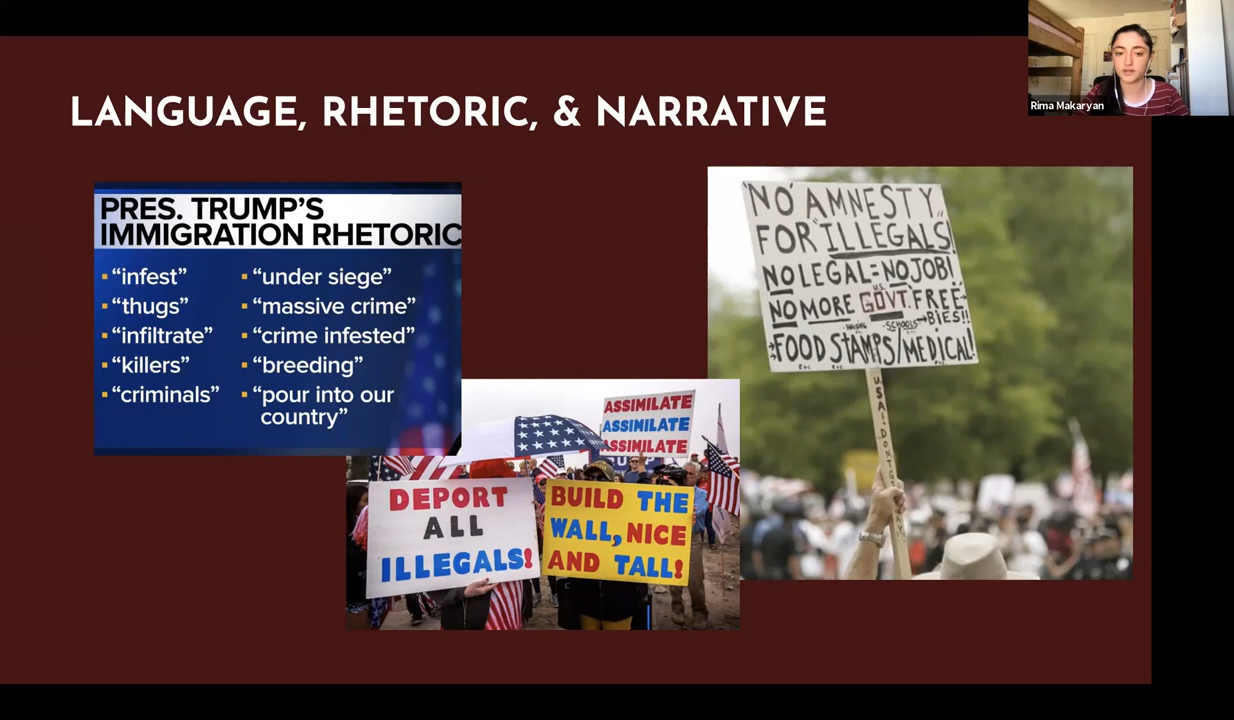 Rima Makaryan
LANGUAGE, RHETORIC, & NARRATIVE
PRES. TRUMP'S
IMMIGRATION RHETORIC
▪ “infest”
▪ “thugs”
▪ “infiltrate”
▪ “killers”
▪ “criminals”
▪ “under siege”
▪ “massive crime”
▪ “crime infested”
▪ “breeding”
▪ “pour into our
country”
ASSIMILATE
ASSIMILATE
ASSIMILATE
DEPORT
ALL
ILLEGALS!
BUILD THE
WALL, NICE
AND TALL!
"NO" AMNESTY,
FOR "ILLEGALS!
NO LEGAL=NO JOB!
U.S.
NO MORE GOVT. FREE-
SCHOOLS→BIES!!
→FOOD STAMPS/MEDICAL!